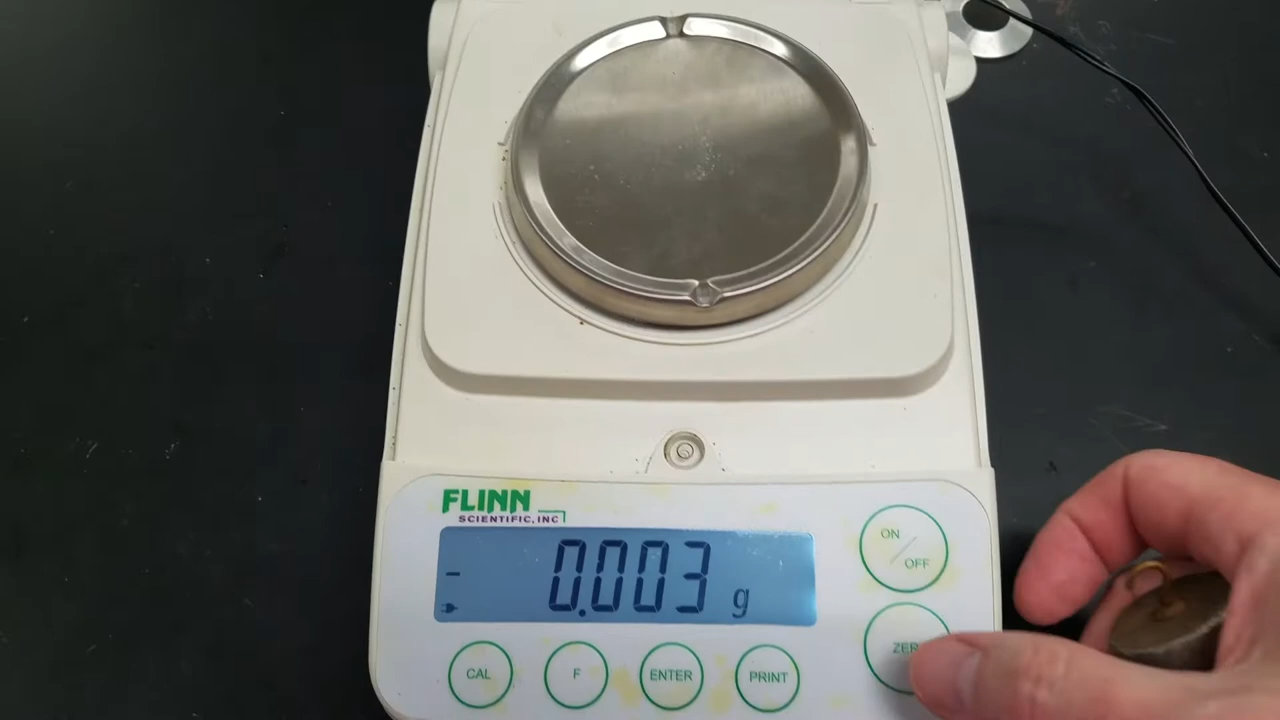 FLINN
SCIENTIFIC, INC
- 0.003 g
ON
OFF
CAL
F
ENTER
PRINT